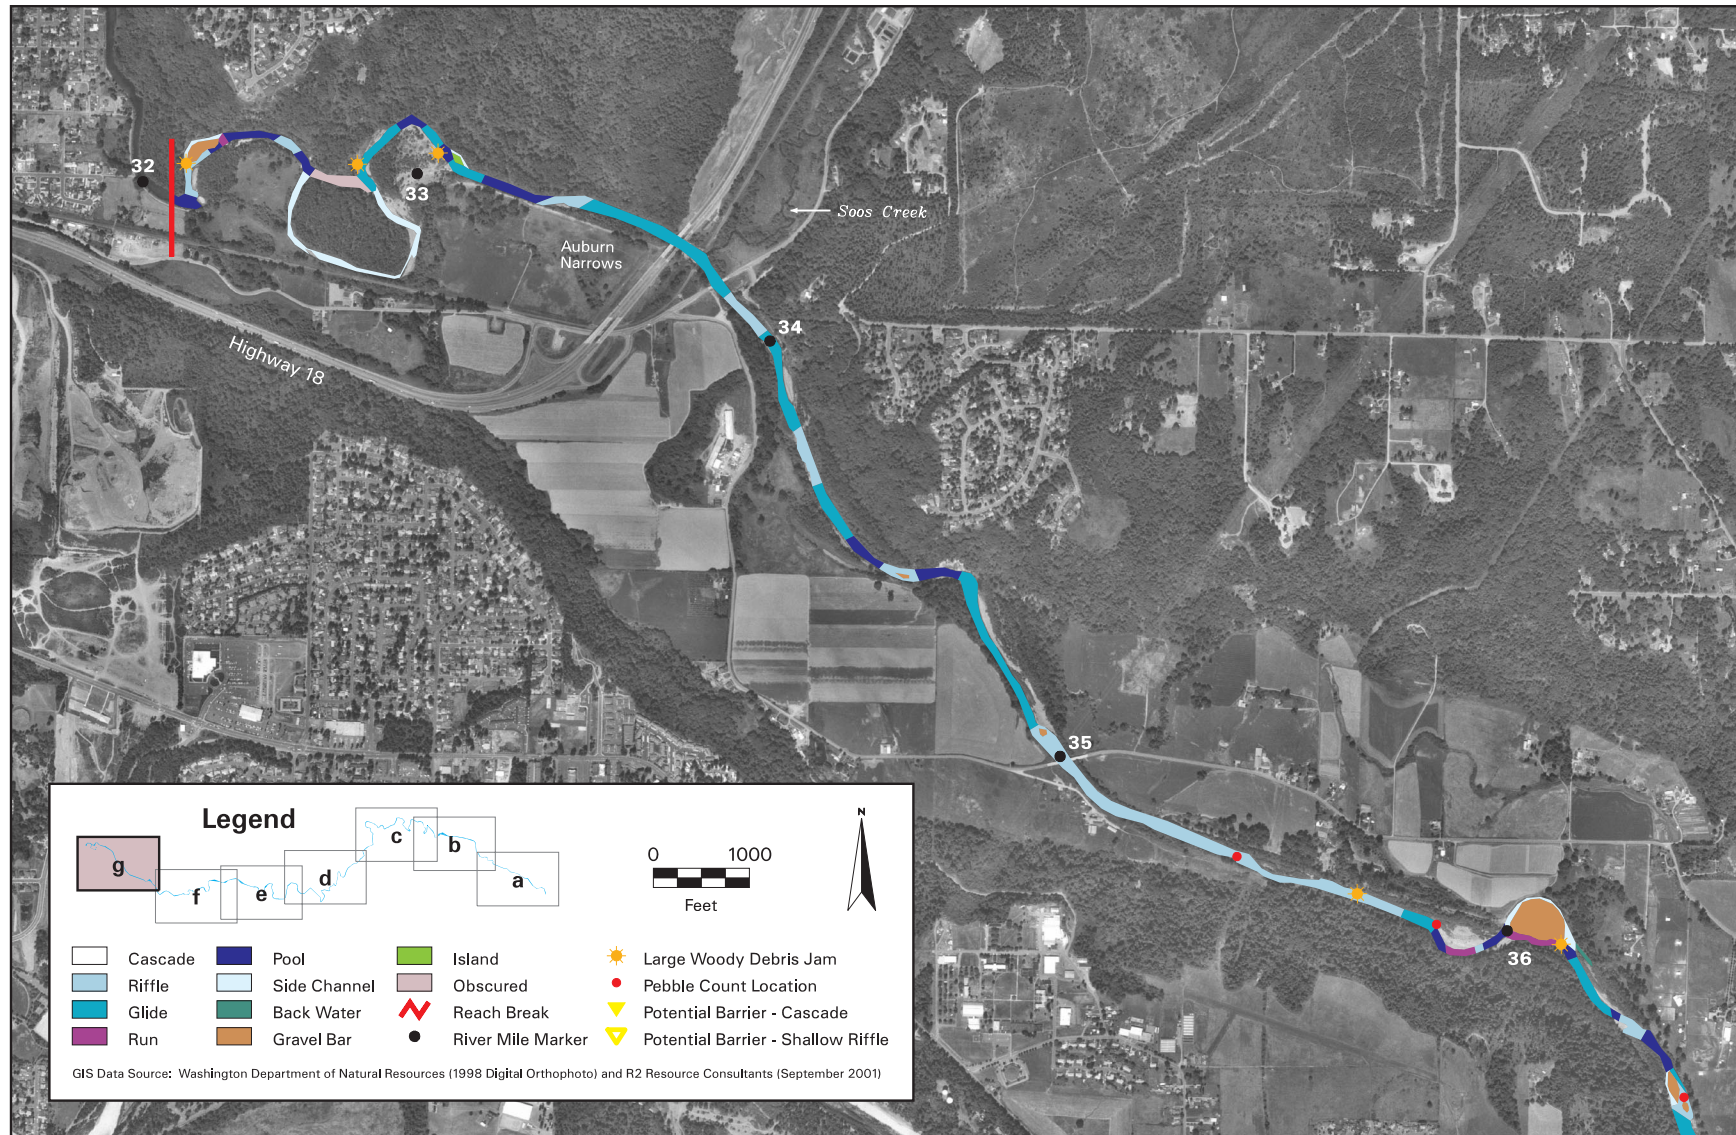 32
33
Soos Creek
Auburn
Narrows
34
Highway 18
35
36
Legend
g
f
e
d
c
b
a
0 1000
Feet
N
Cascade
Riffle
Glide
Run
Pool
Side Channel
Back Water
Gravel Bar
Island
Obscured
Reach Break
River Mile Marker
Large Woody Debris Jam
Pebble Count Location
Potential Barrier - Cascade
Potential Barrier - Shallow Riffle
GIS Data Source: Washington Department of Natural Resources (1998 Digital Orthophoto) and R2 Resource Consultants (September 2001)